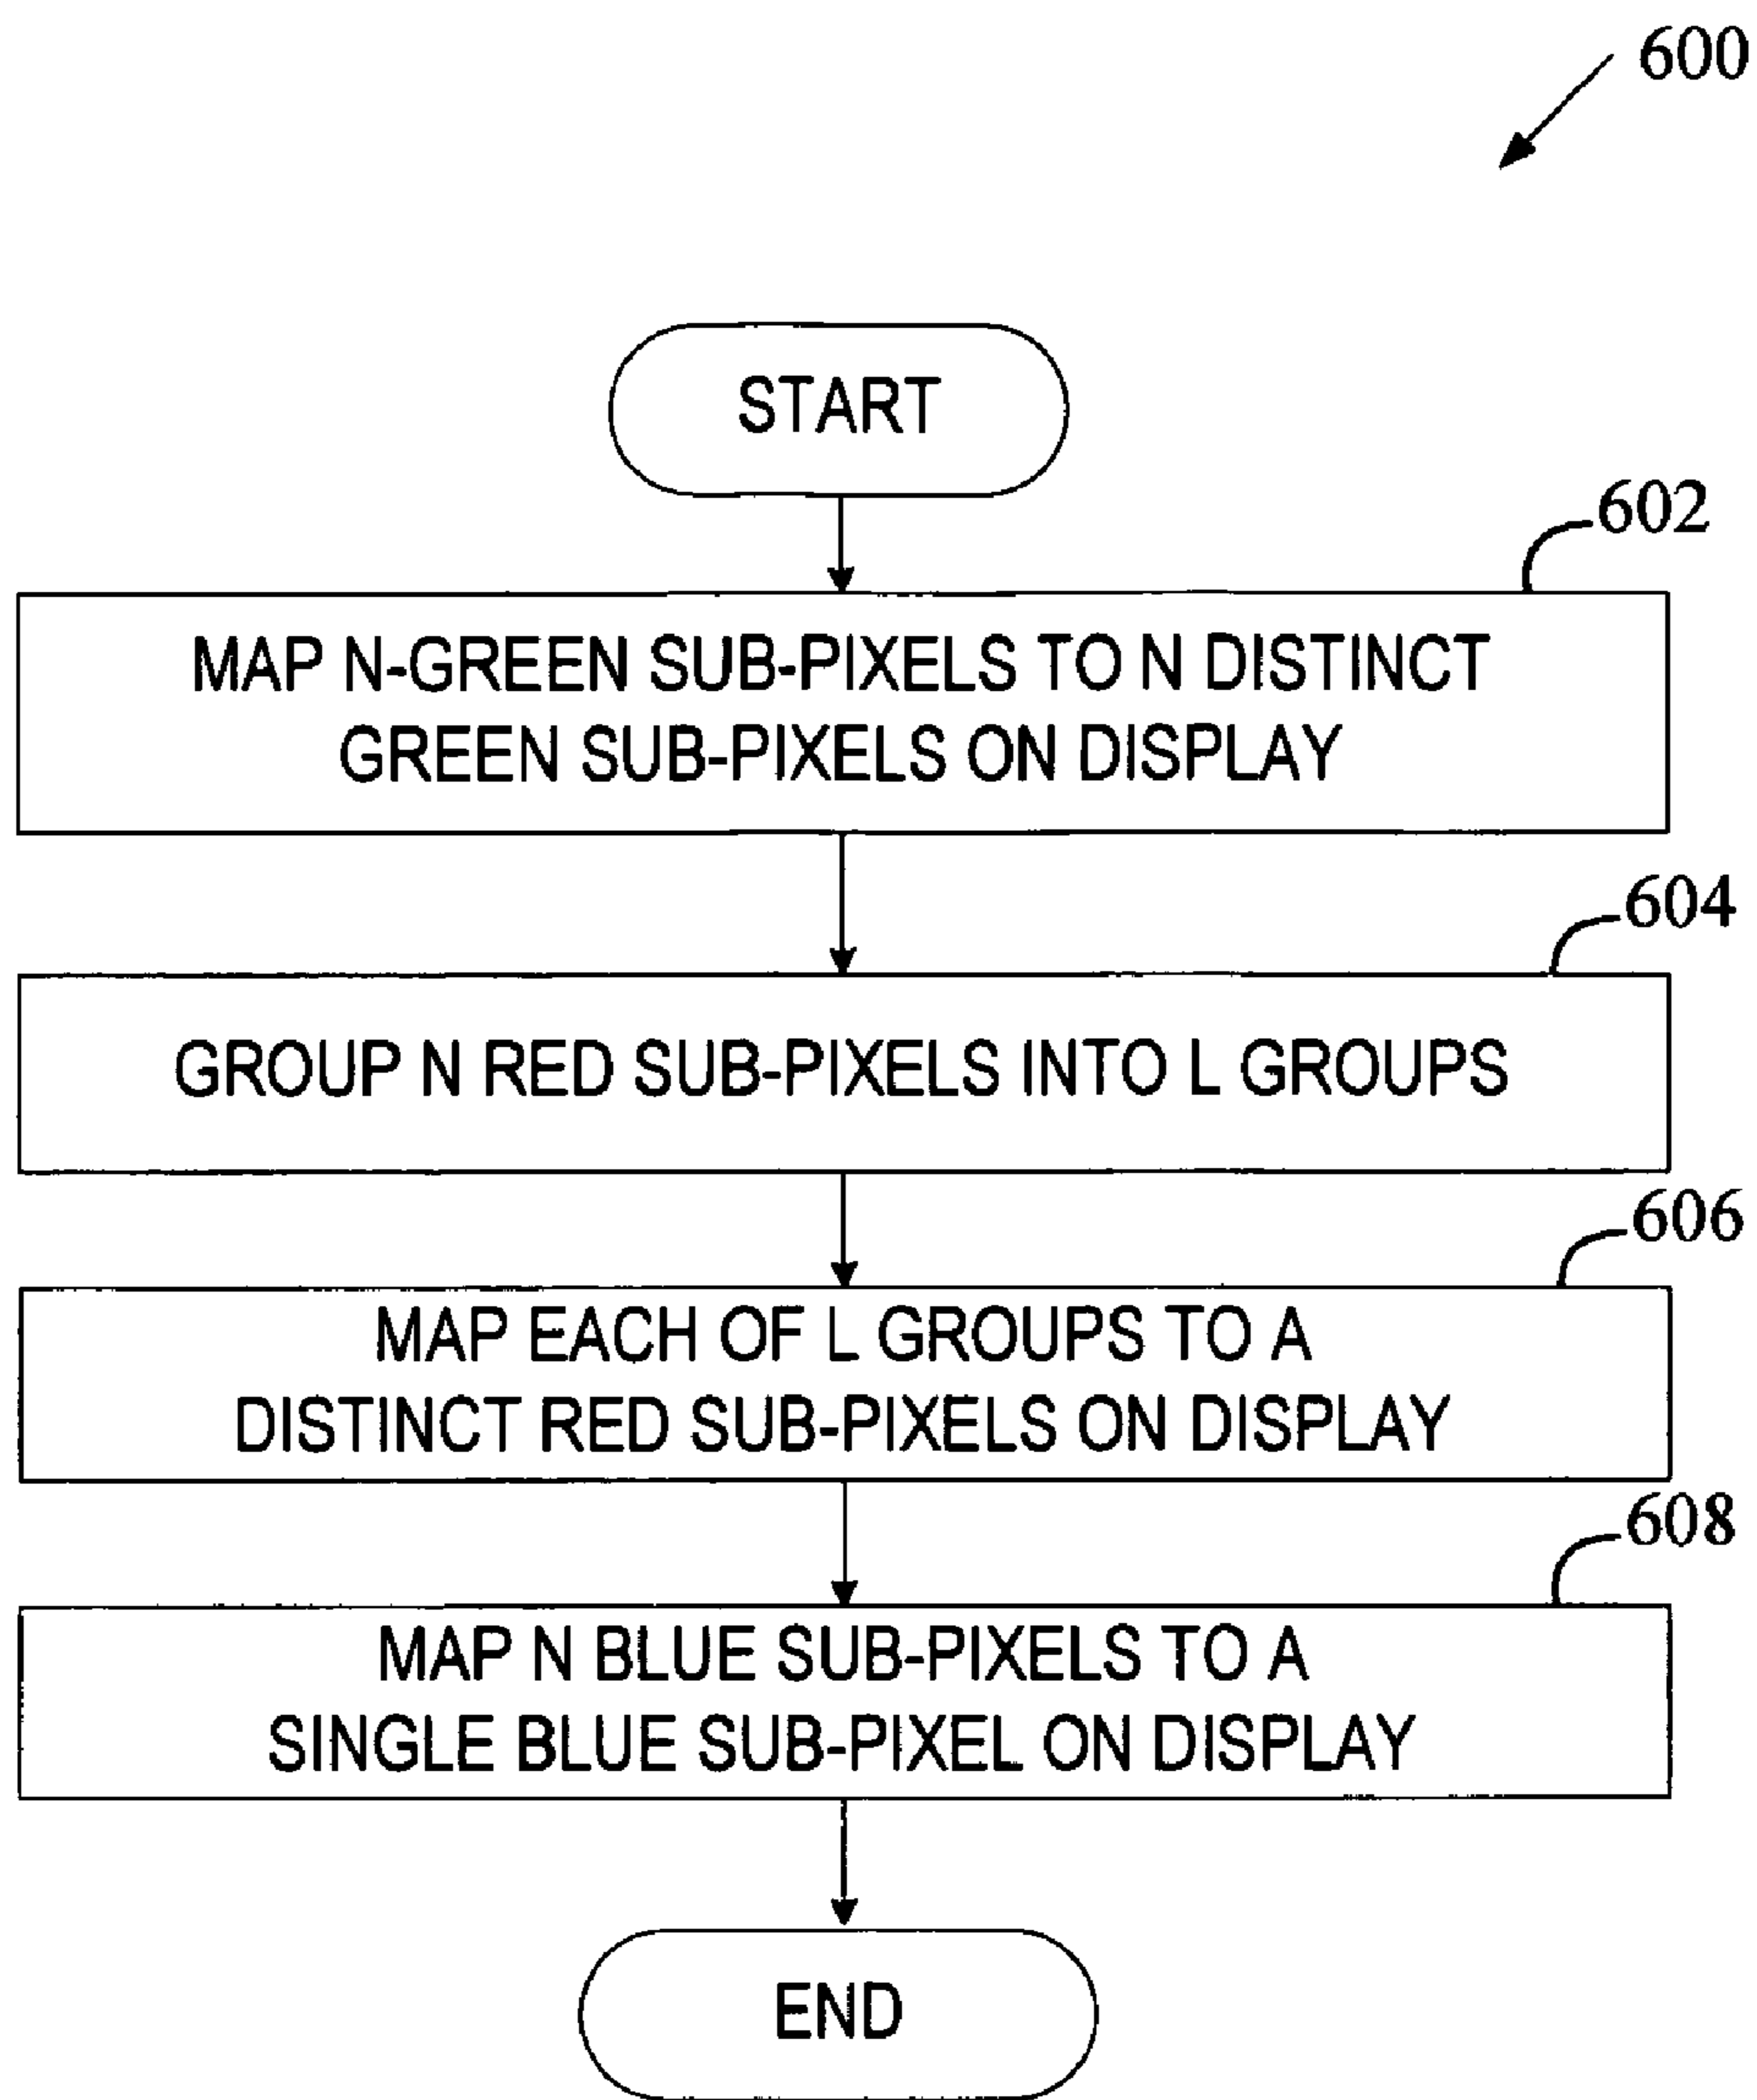 600
START
602
MAP N-GREEN SUB-PIXELS TO N DISTINCT
GREEN SUB-PIXELS ON DISPLAY
604
GROUP N RED SUB-PIXELS INTO L GROUPS
606
MAP EACH OF L GROUPS TO A
DISTINCT RED SUB-PIXELS ON DISPLAY
608
MAP N BLUE SUB-PIXELS TO A
SINGLE BLUE SUB-PIXEL ON DISPLAY
END